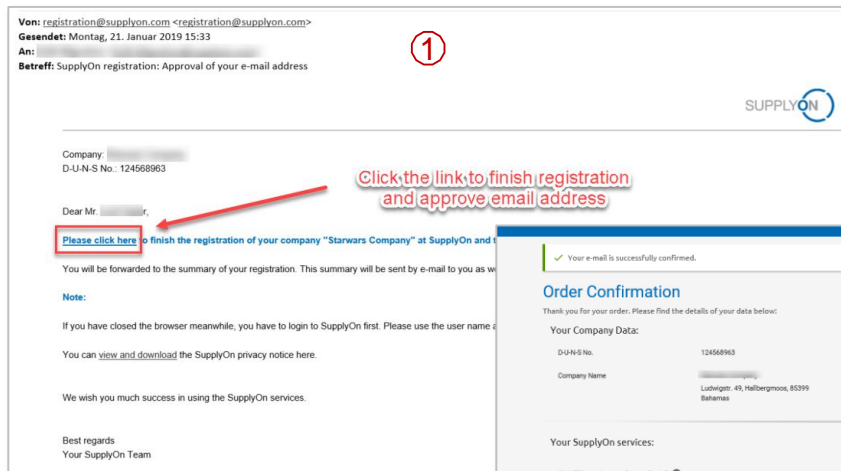 Von: registration@supplyon.com <registration@supplyon.com>
Gesendet: Montag, 21. Januar 2019 15:33
An:
Betreff: SupplyOn registration: Approval of your e-mail address
1
SUPPLYON
Company:
D-U-N-S No.: 124568963
Click the link to finish registration
and approve email address
Dear Mr. r,
Please click here to finish the registration of your company "Starwars Company" at SupplyOn and t
You will be forwarded to the summary of your registration. This summary will be sent by e-mail to you as we
Note:
If you have closed the browser meanwhile, you have to login to SupplyOn first. Please use the user name a
You can view and download the SupplyOn privacy notice here.
We wish you much success in using the SupplyOn services.
Best regards
Your SupplyOn Team
Your e-mail is successfully confirmed.
Order Confirmation
Thank you for your order. Please find the details of your data below:
Your Company Data:
D-U-N-S No. 124568963
Company Name
Ludwigstr. 49, Hallbergmoos, 85399
Bahamas
Your SupplyOn services: